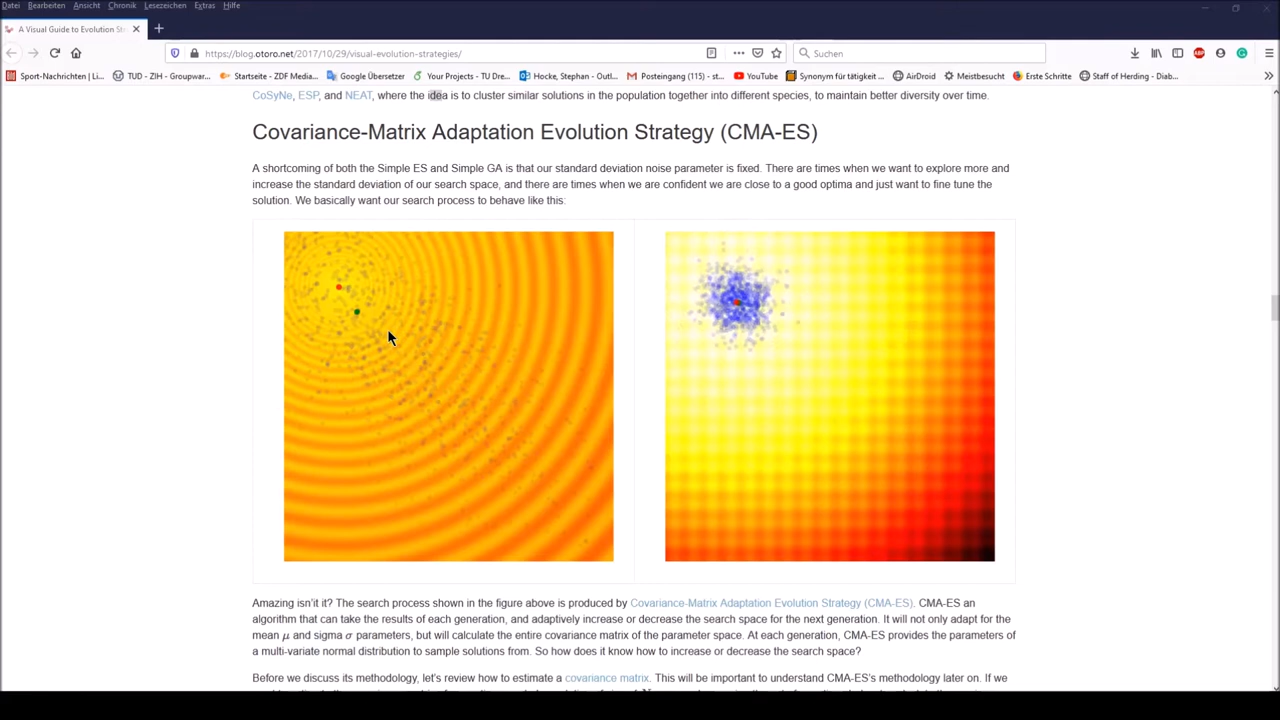 Datei Bearbeiten Ansicht Chronik Lesezeichen Extras Hilfe
A Visual Guide to Evolution Str
https://blog.otoro.net/2017/10/29/visual-evolution-strategies/
Suchen
Sport-Nachrichten | Li... TUD - ZIH - Groupwar... Startseite - ZDF Media... Google Übersetzer Your Projects - TU Dre... Hocke, Stephan - Outl... Posteingang (4) - st... YouTube Synonym für tätigkeit ... AirDroid Meistbesucht Erste Schritte Staff of Herding - Diab...
CoSyNe, ESP, and NEAT, where the idea is to cluster similar solutions in the population together into different species, to maintain better diversity over time.
Covariance-Matrix Adaptation Evolution Strategy (CMA-ES)
A shortcoming of both the Simple ES and Simple GA is that our standard deviation noise parameter is fixed. There are times when we want to explore more and
increase the standard deviation of our search space, and there are times when we are confident we are close to a good optima and just want to fine tune the
solution. We basically want our search process to behave like this:
Amazing isn'it it? The search process shown in the figure above is produced by Covariance-Matrix Adaptation Evolution Strategy (CMA-ES). CMA-ES an
algorithm that can take the results of each generation, and adaptively increase or decrease the search space for the next generation. It will not only adapt for the
mean μ and sigma σ parameters, but will calculate the entire covariance matrix of the parameter space. At each generation, CMA-ES provides the parameters of
a multi-variate normal distribution to sample solutions from. So how does it know how to increase or decrease the search space?
Before we discuss its methodology, let's review how to estimate a covariance matrix. This will be important to understand CMA-ES's methodology later on. If we